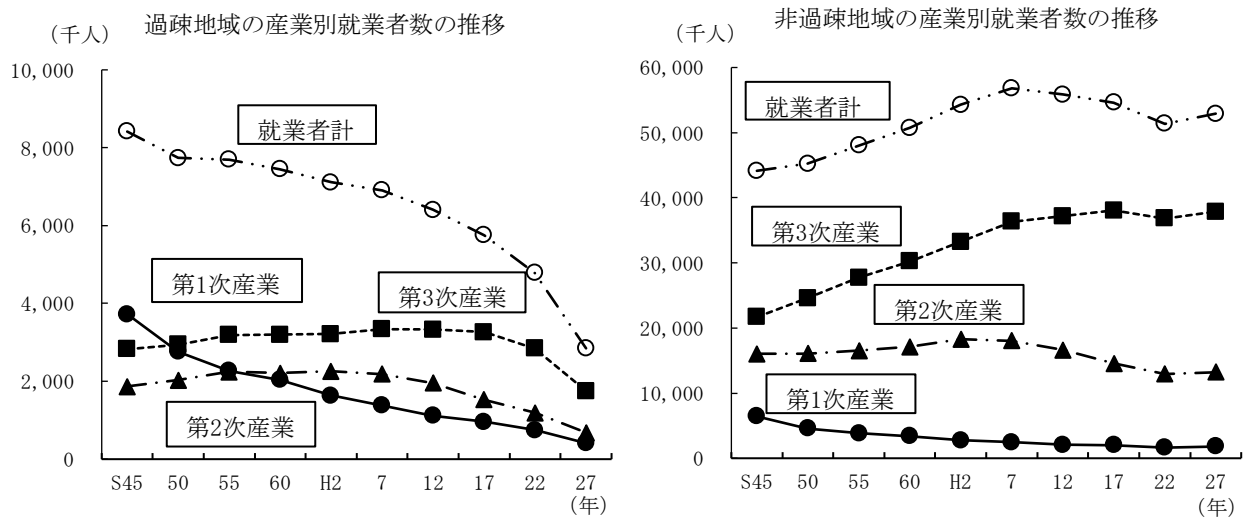 過疎地域の産業別就業者数の推移
（千人）
10,000
8,000
6,000
4,000
2,000
0
就業者計
第1次産業
第3次産業
第2次産業
S45 50 55 60 H2 7 12 17 22 27
（年）
非過疎地域の産業別就業者数の推移
（千人）
60,000
50,000
40,000
30,000
20,000
10,000
0
就業者計
第3次産業
第2次産業
第1次産業
S45 50 55 60 H2 7 12 17 22 27
（年）